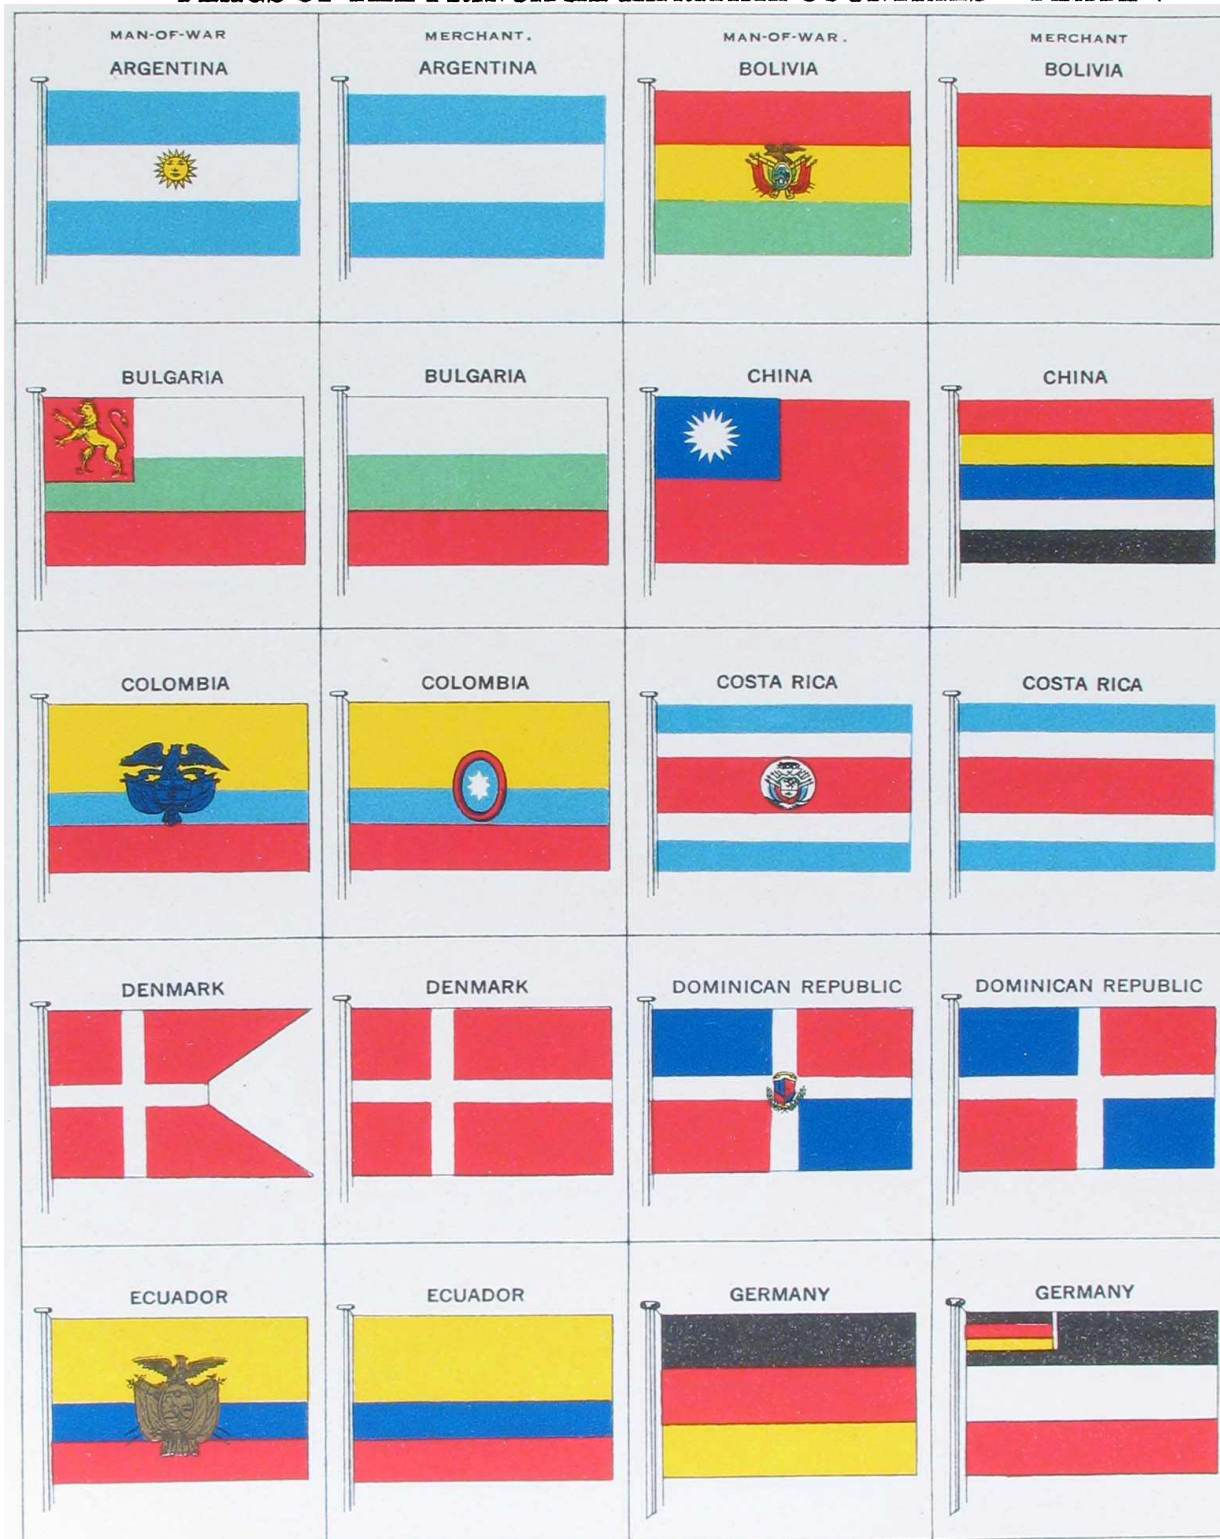 MAN-OF-WAR MERCHANT. MAN-OF-WAR. MERCHANT
ARGENTINA ARGENTINA BOLIVIA BOLIVIA
BULGARIA BULGARIA CHINA CHINA
COLOMBIA COLOMBIA COSTA RICA COSTA RICA
DENMARK DENMARK DOMINICAN REPUBLIC DOMINICAN REPUBLIC
ECUADOR ECUADOR GERMANY GERMANY